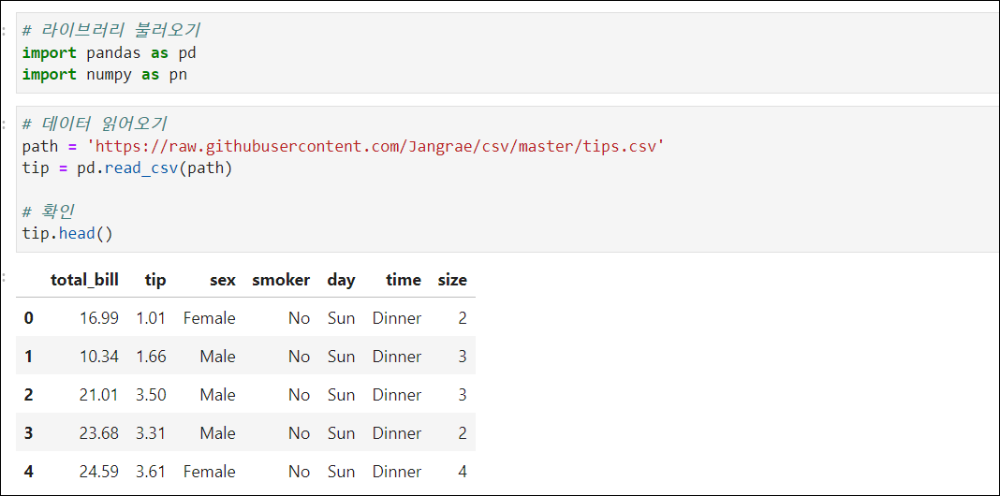 # 라이브러리 불러오기
import pandas as pd
import numpy as pn
# 데이터 읽어오기
path = 'https://raw.githubusercontent.com/Jangrae/csv/master/tips.csv'
tip = pd.read_csv(path)
# 확인
tip.head()
total_bill tip sex smoker day time size
0 16.99 1.01 Female No Sun Dinner 2
1 10.34 1.66 Male No Sun Dinner 3
2 21.01 3.50 Male No Sun Dinner 3
3 23.68 3.31 Male No Sun Dinner 2
4 24.59 3.61 Female No Sun Dinner 4